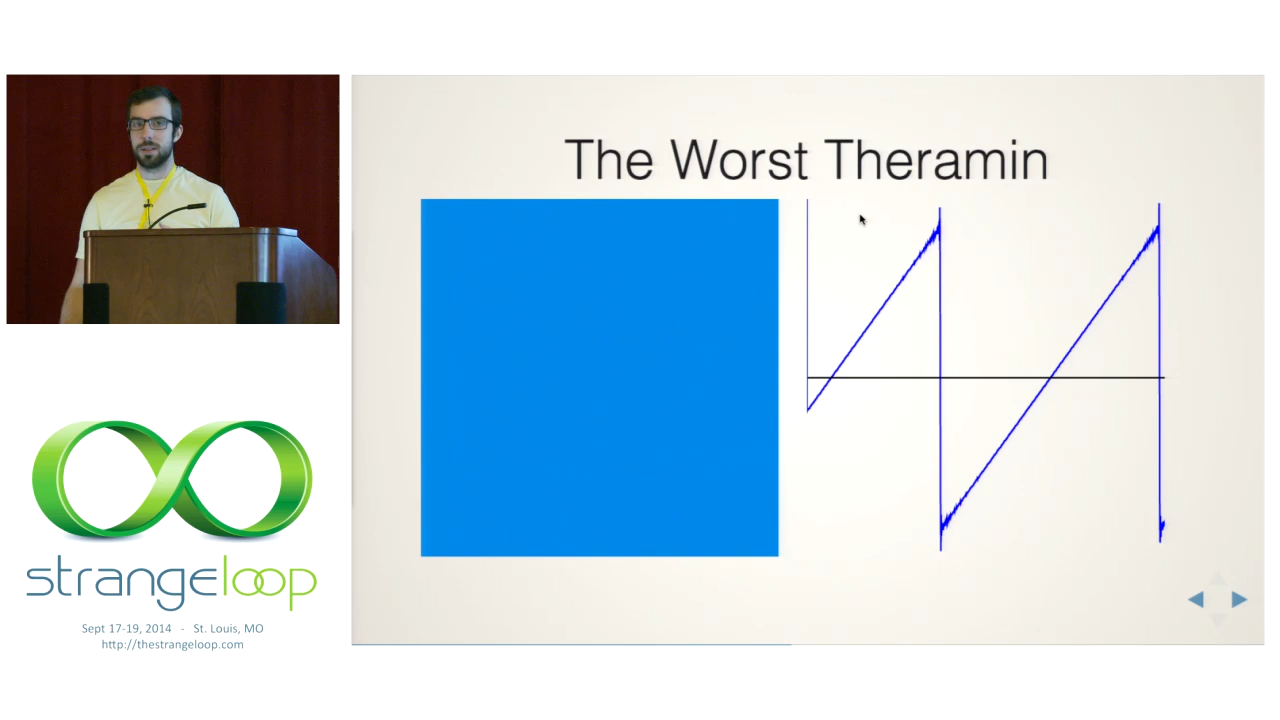 The Worst Theramin
strangeloop
Sept 17-19, 2014 - St. Louis, MO
http://thestrangeloop.com